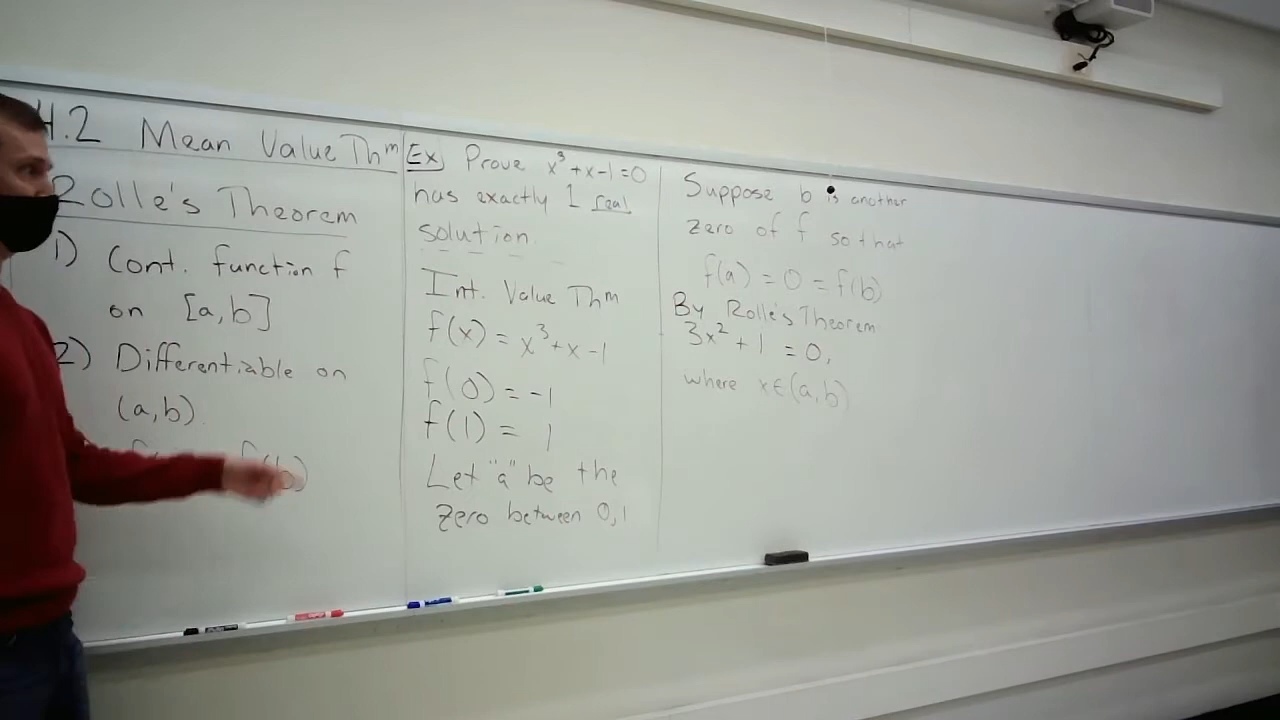 4.2 Mean Value Thm
Rolle's Theorem
1) Cont. function f
on [a,b]
2) Differentiable on
(a,b).
f(b)
Ex Prove x³+x-1=0
has exactly 1 real
solution.
Int. Value Thm
f(x) = x³+x-1
f(0) = -1
f(1) = 1
Let "a" be the
zero between 0,1
Suppose b is another
zero of f so that
f(a) = 0 = f(b)
By Rolle's Theorem
3x² + 1 = 0,
where x∈(a,b)